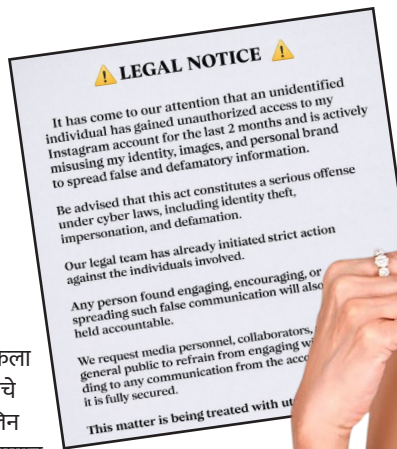 ⚠ LEGAL NOTICE ⚠
It has come to our attention that an unidentified
individual has gained unauthorized access to my
Instagram account for the last 2 months and is actively
misusing my identity, images, and personal brand
to spread false and defamatory information.
Be advised that this act constitutes a serious offense
under cyber laws, including identity theft,
impersonation, and defamation.
Our legal team has already initiated strict action
against the individuals involved.
Any person found engaging, encouraging, or
spreading such false communication will also
held accountable.
We request media personnel, collaborators,
general public to refrain from engaging
to any communication from the
it is fully secured.
This matter is being treated with